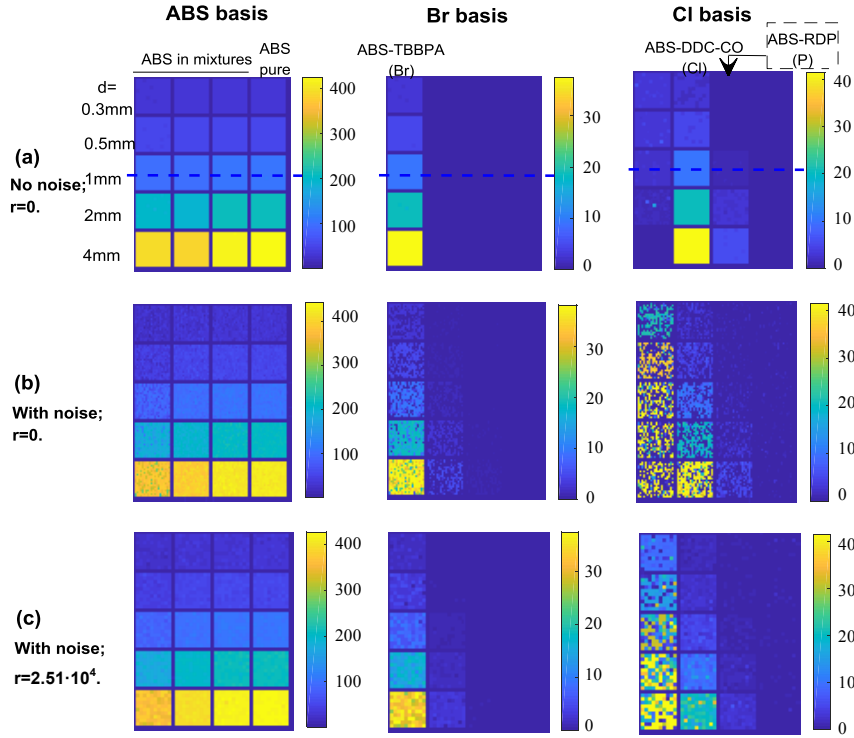 ABS basis
Br basis
Cl basis
ABS in mixtures
ABS
pure
ABS-TBBPA
(Br)
ABS-DDC-CO
(Cl)
ABS-RDP
(P)
(a)
No noise;
r=0.
d=
0.3mm
0.5mm
1mm
2mm
4mm
400
300
200
100
30
20
10
0
40
30
20
10
0
(b)
With noise;
r=0.
400
300
200
100
30
20
10
0
40
30
20
10
0
(c)
With noise;
r=2.51·10⁴.
400
300
200
100
30
20
10
0
40
30
20
10
0